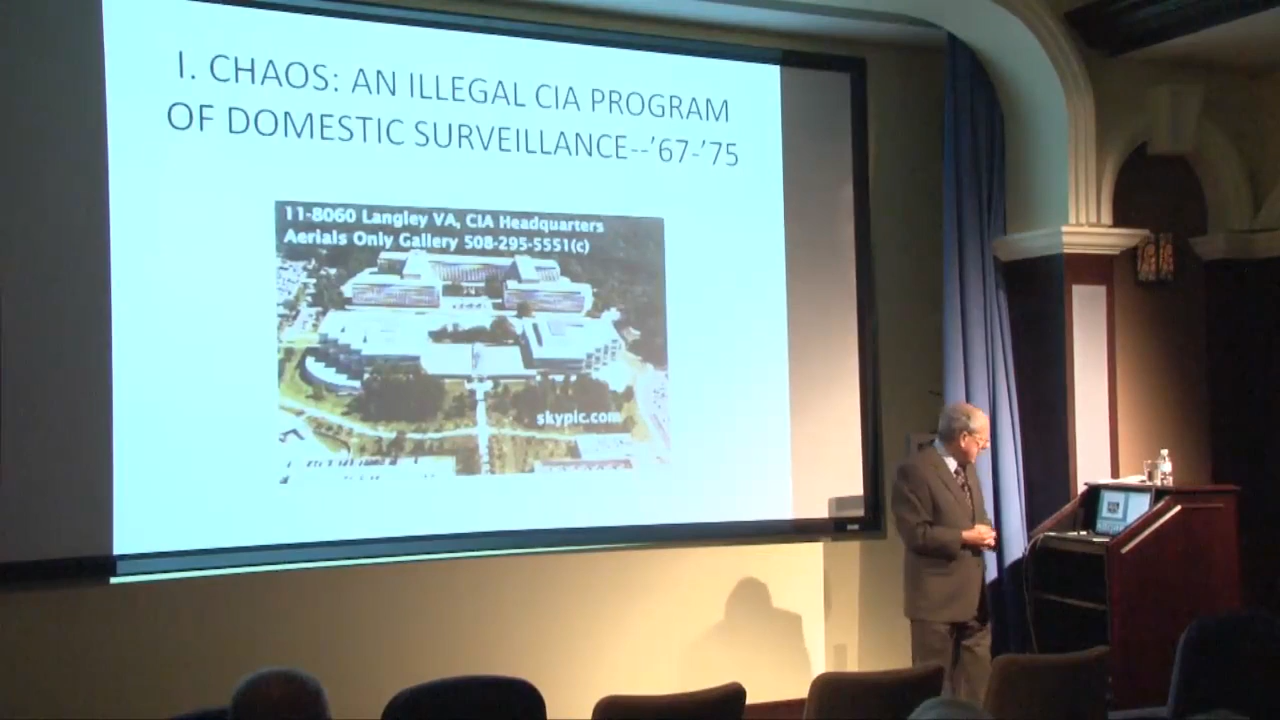 I. CHAOS: AN ILLEGAL CIA PROGRAM
OF DOMESTIC SURVEILLANCE--’67-’75
11-8060 Langley VA, CIA Headquarters
Aerials Only Gallery 508-295-5551(c)
skypic.com